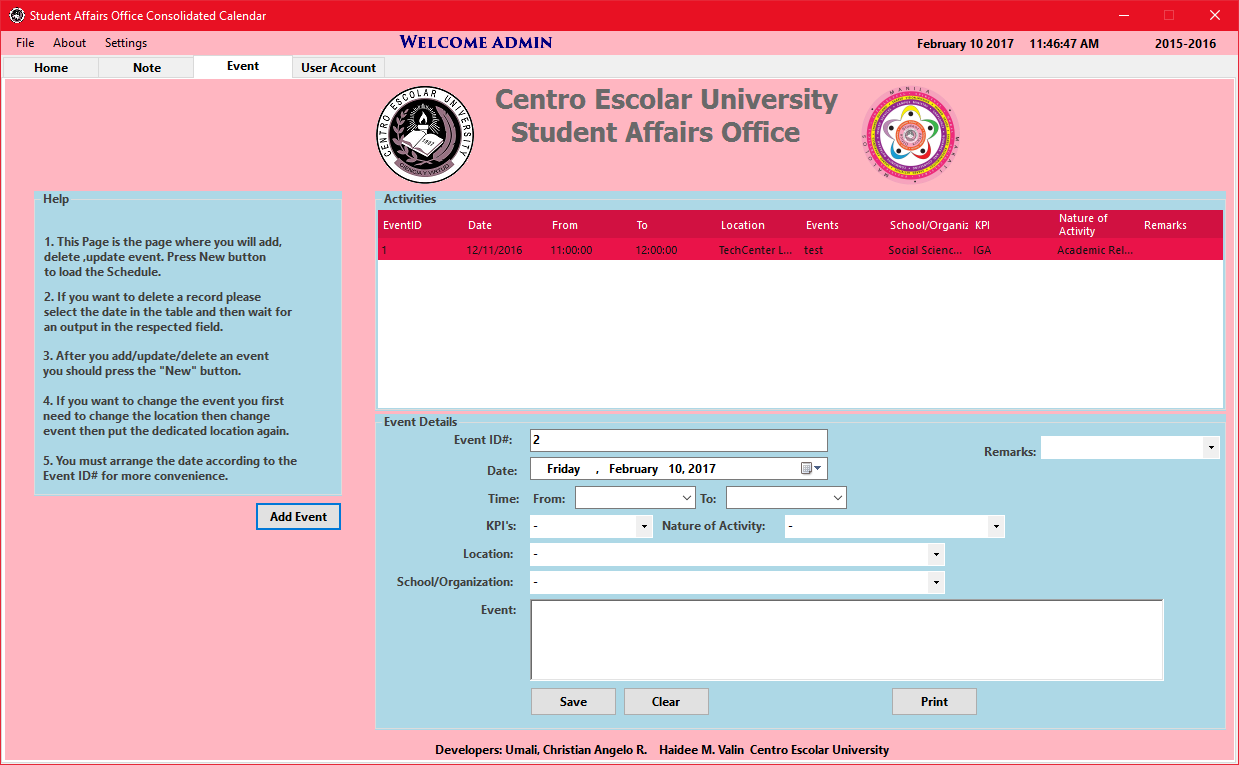 Student Affairs Office Consolidated Calendar
File About Settings
Welcome admin
February 10 2017 11:46:47 AM 2015-2016
Home Note Event User Account
CENTRO ESCOLAR UNIVERSITY
1907
CIENCIA Y VIRTUD
Centro Escolar University
Student Affairs Office
MANILA
MAKATI
MALOLOS
Help
1. This Page is the page where you will add,
delete ,update event. Press New button
to load the Schedule.
2. If you want to delete a record please
select the date in the table and then wait for
an output in the respected field.
3. After you add/update/delete an event
you should press the "New" button.
4. If you want to change the event you first
need to change the location then change
event then put the dedicated location again.
5. You must arrange the date according to the
Event ID# for more convenience.
Add Event
Activities
EventID Date From To Location Events School/Organiz KPI Nature of Activity Remarks
1 12/11/2016 11:00:00 12:00:00 TechCenter L... test Social Scienc... IGA Academic Rel...
Event Details
Event ID#: 2
Remarks:
Date: Friday , February 10, 2017
Time: From: To:
KPI's: - Nature of Activity: -
Location: -
School/Organization: -
Event:
Save Clear Print
Developers: Umali, Christian Angelo R. Haidee M. Valin Centro Escolar University